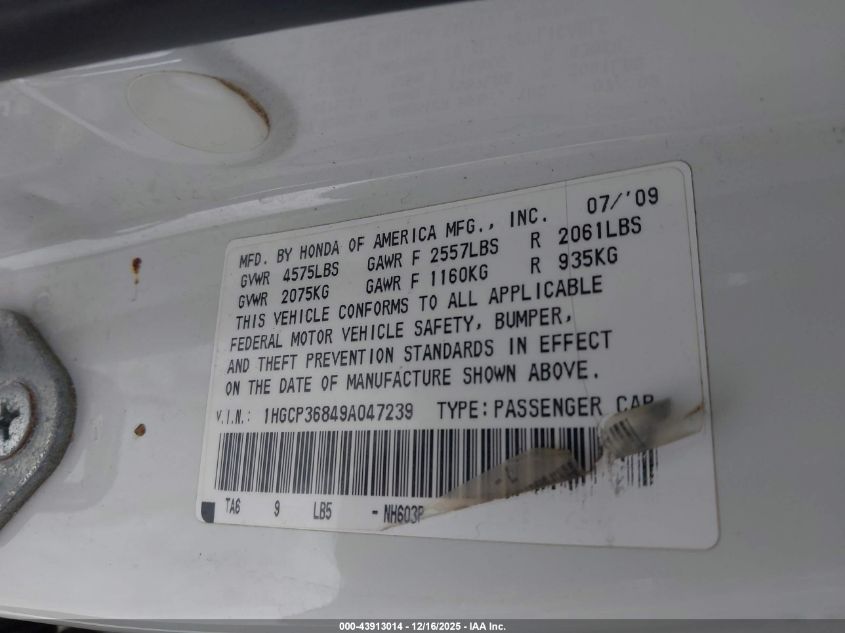 MFD. BY HONDA OF AMERICA MFG., INC. 07/'09
GVWR 4575LBS GAWR F 2557LBS R 2061LBS
GVWR 2075KG GAWR F 1160KG R 935KG
THIS VEHICLE CONFORMS TO ALL APPLICABLE
FEDERAL MOTOR VEHICLE SAFETY, BUMPER,
AND THEFT PREVENTION STANDARDS IN EFFECT
ON THE DATE OF MANUFACTURE SHOWN ABOVE.
V.I.N.: 1HGCP36849A047239 TYPE: PASSENGER CAR
TA6 9 LB5 - NH603P
000-43913014 - 12/16/2025 - IAA Inc.